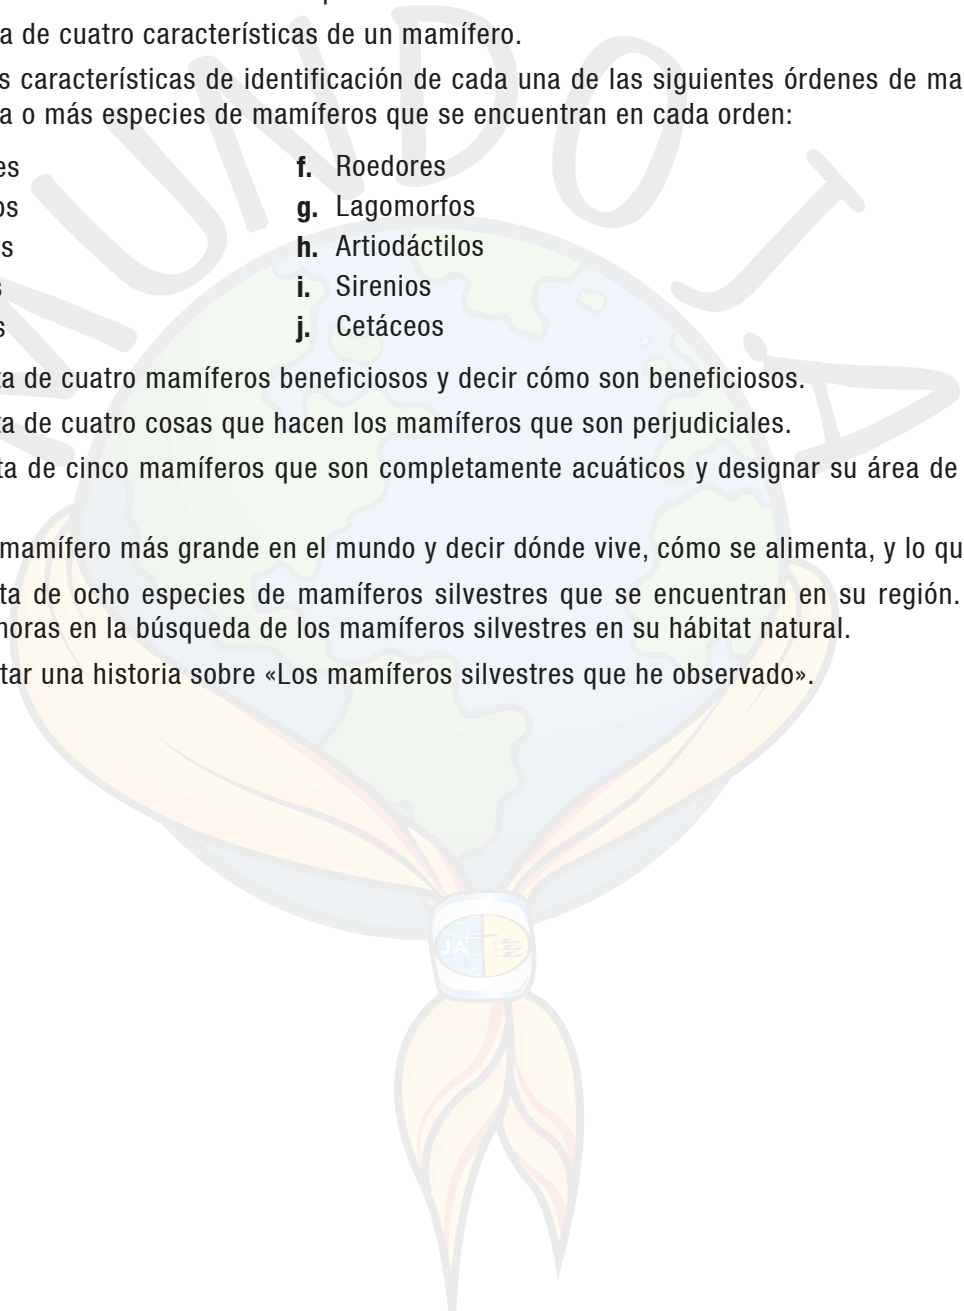 a de cuatro características de un mamífero.
s características de identificación de cada una de las siguientes órdenes de ma
a o más especies de mamíferos que se encuentran en cada orden:
es
f. Roedores
os
g. Lagomorfos
s
h. Artiodáctilos
s
i. Sirenios
s
j. Cetáceos
ta de cuatro mamíferos beneficiosos y decir cómo son beneficiosos.
ta de cuatro cosas que hacen los mamíferos que son perjudiciales.
ta de cinco mamíferos que son completamente acuáticos y designar su área de
mamífero más grande en el mundo y decir dónde vive, cómo se alimenta, y lo qu
ta de ocho especies de mamíferos silvestres que se encuentran en su región.
horas en la búsqueda de los mamíferos silvestres en su hábitat natural.
tar una historia sobre «Los mamíferos silvestres que he observado».
MUNDO JA
JA